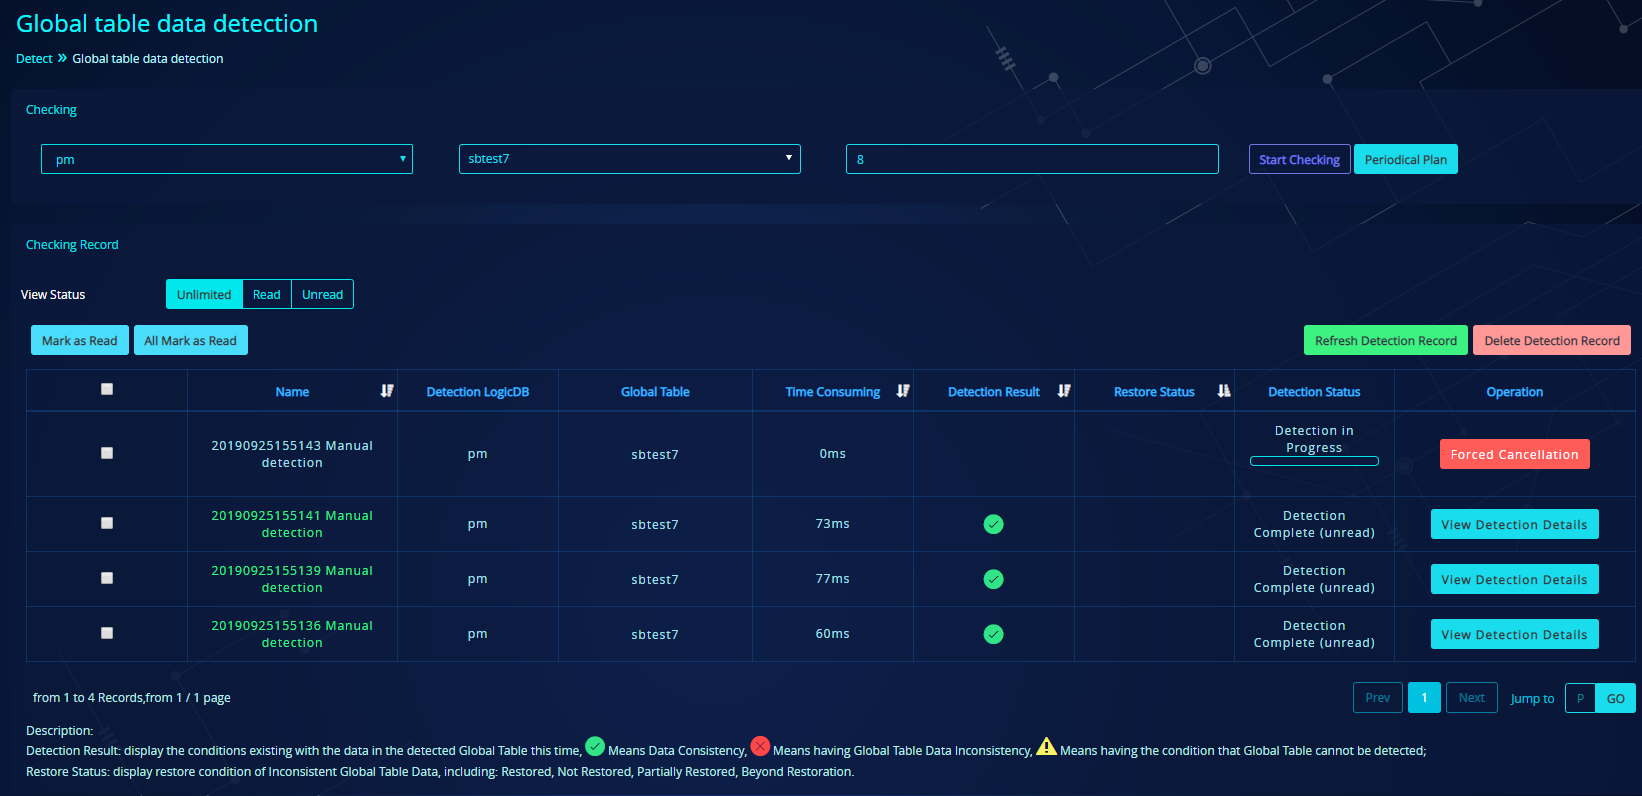 Global table data detection
Detect » Global table data detection
Checking
pm sbtest7 8 Start Checking Periodical Plan
Checking Record
View Status Unlimited Read Unread
Mark as Read All Mark as Read Refresh Detection Record Delete Detection Record
Name Detection LogicDB Global Table Time Consuming Detection Result Restore Status Detection Status Operation
20190925155143 Manual detection pm sbtest7 0ms Detection in Progress Forced Cancellation
20190925155141 Manual detection pm sbtest7 73ms Detection Complete (unread) View Detection Details
20190925155139 Manual detection pm sbtest7 77ms Detection Complete (unread) View Detection Details
20190925155136 Manual detection pm sbtest7 60ms Detection Complete (unread) View Detection Details
from 1 to 4 Records,from 1 / 1 page Prev 1 Next Jump to P GO
Description:
Detection Result: display the conditions existing with the data in the detected Global Table this time, Means Data Consistency, Means having Global Table Data Inconsistency, Means having the condition that Global Table cannot be detected;
Restore Status: display restore condition of Inconsistent Global Table Data, including: Restored, Not Restored, Partially Restored, Beyond Restoration.